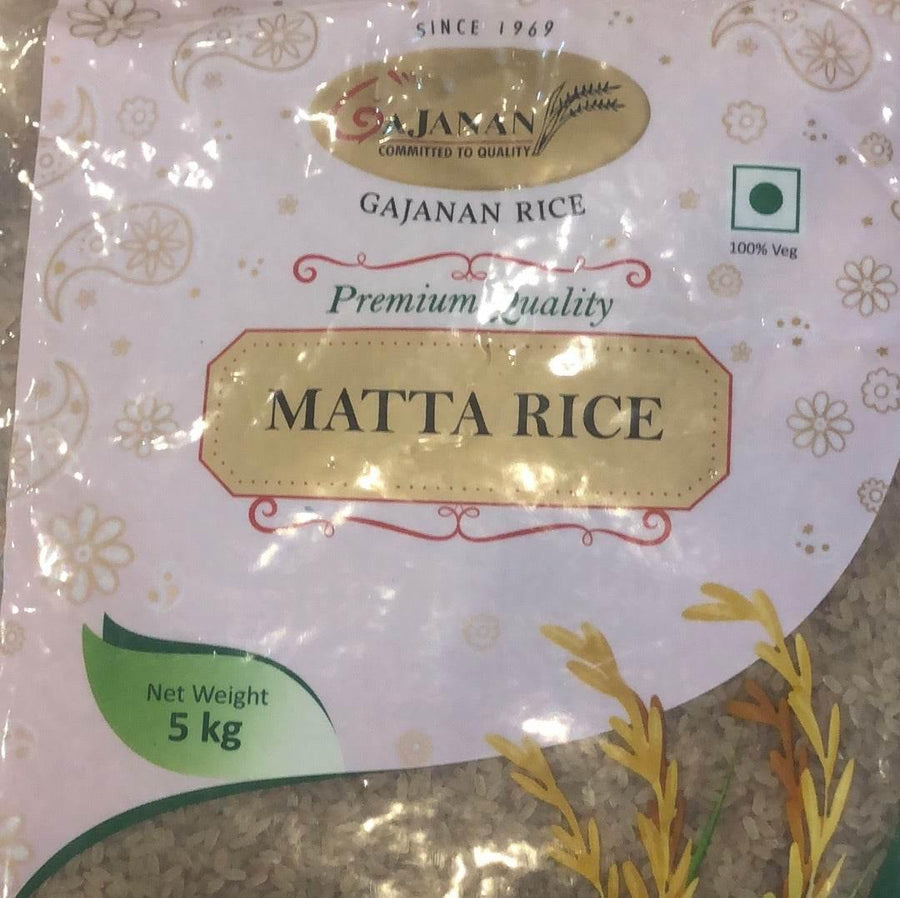 SINCE 1969
GAJANAN
COMMITTED TO QUALITY
GAJANAN RICE
100% Veg
Premium Quality
MATTA RICE
Net Weight
5 kg